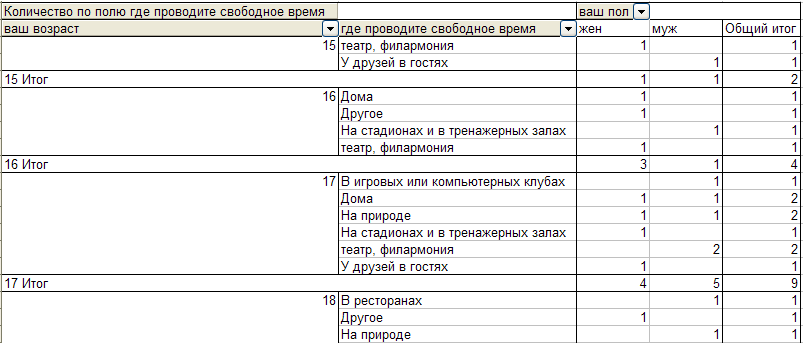 Количество по полю где проводите свободное время ваш пол
ваш возраст где проводите свободное время жен муж Общий итог
15 театр, филармония 1 1
У друзей в гостях 1 1
15 Итог 1 1 2
16 Дома 1 1
Другое 1 1
На стадионах и в тренажерных залах 1 1
театр, филармония 1 1
16 Итог 3 1 4
17 В игровых или компьютерных клубах 1 1
Дома 1 1 2
На природе 1 1 2
На стадионах и в тренажерных залах 1 1
театр, филармония 2 2
У друзей в гостях 1 1
17 Итог 4 5 9
18 В ресторанах 1 1
Другое 1 1
На природе 1 1